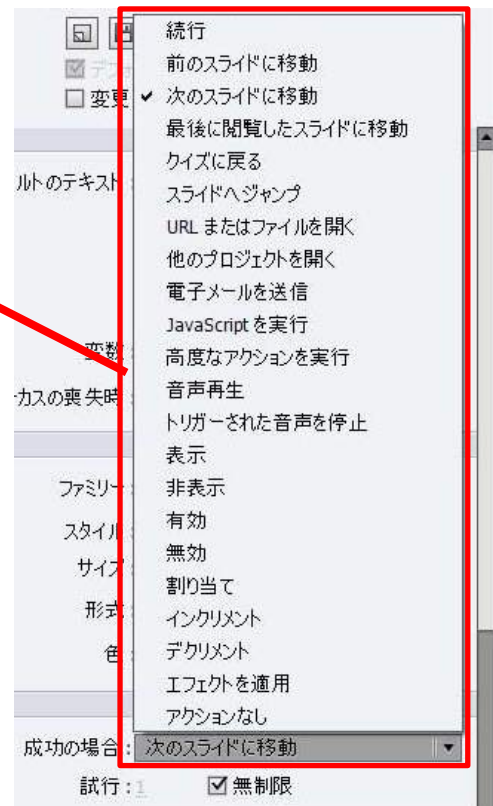 続行
前のスライドに移動
変更 ✔ 次のスライドに移動
最後に閲覧したスライドに移動
クイズに戻る
ルトのテキスト:
スライドへジャンプ
URL またはファイルを開く
他のプロジェクトを開く
電子メールを送信
JavaScript を実行
変数:
高度なアクションを実行
カスの喪失時:
音声再生
トリガーされた音声を停止
表示
ファミリー:
非表示
スタイル:
有効
サイズ:
無効
割り当て
形式:
インクリメント
色:
デクリメント
エフェクトを適用
アクションなし
成功の場合: 次のスライドに移動
試行:1 無制限